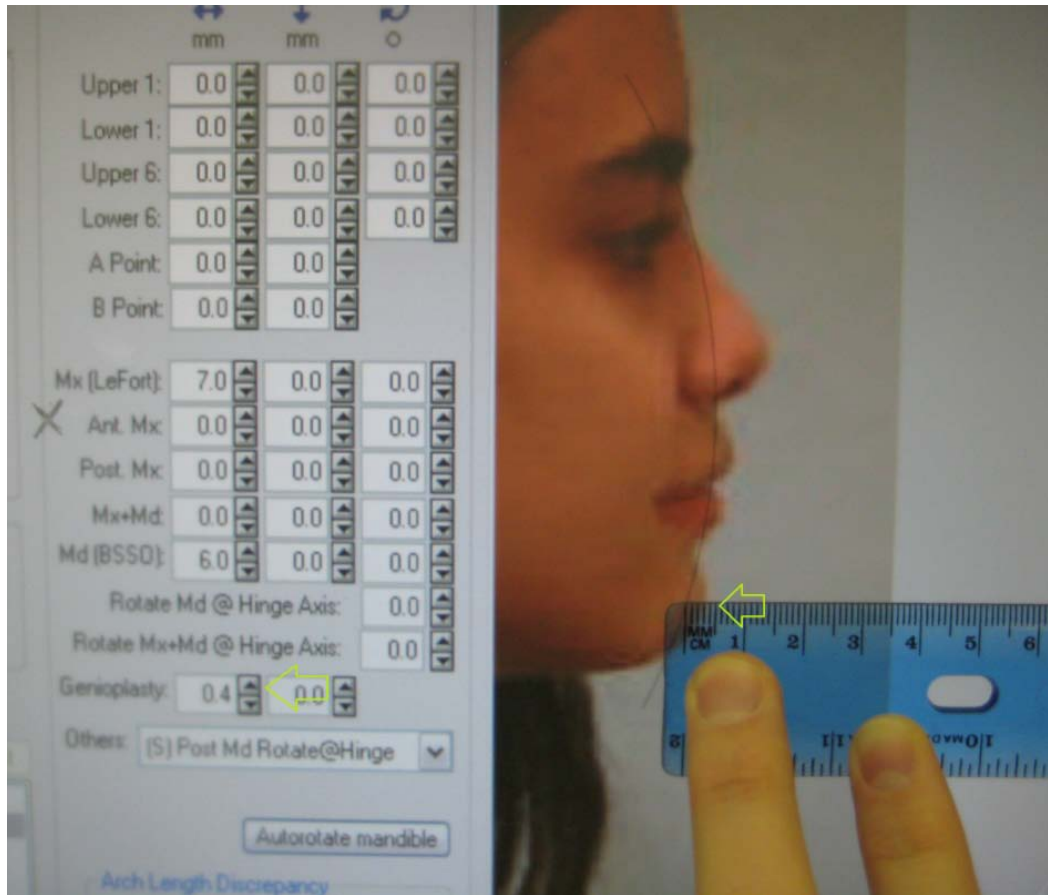 mm mm O
Upper 1: 0.0 0.0 0.0
Lower 1: 0.0 0.0 0.0
Upper 6: 0.0 0.0 0.0
Lower 6: 0.0 0.0 0.0
A Point: 0.0 0.0
B Point: 0.0 0.0
Mx (LeFort): 7.0 0.0 0.0
Ant. Mx: 0.0 0.0 0.0
Post. Mx: 0.0 0.0 0.0
Mx+Md: 0.0 0.0 0.0
Md (BSSO): 6.0 0.0 0.0
Rotate Md @ Hinge Axis: 0.0
Rotate Mx+Md @ Hinge Axis: 0.0
Genioplasty: 0.4 0.0
Others: (S) Post Md Rotate@Hinge
Autorotate mandible
Arch Length Discrepancy
MM
CM 1 2 3 4 5 6